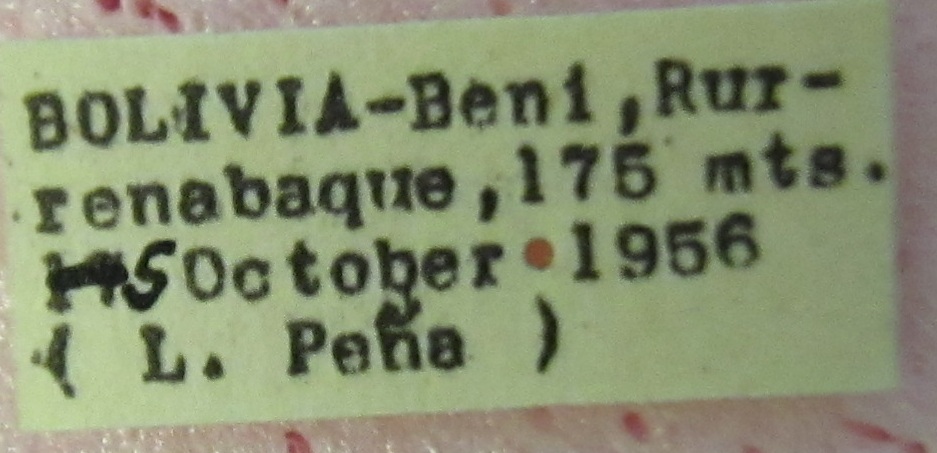 BOLIVIA-Beni,Rur-
renabaque,175 mts.
5 October 1956
( L. Peña )